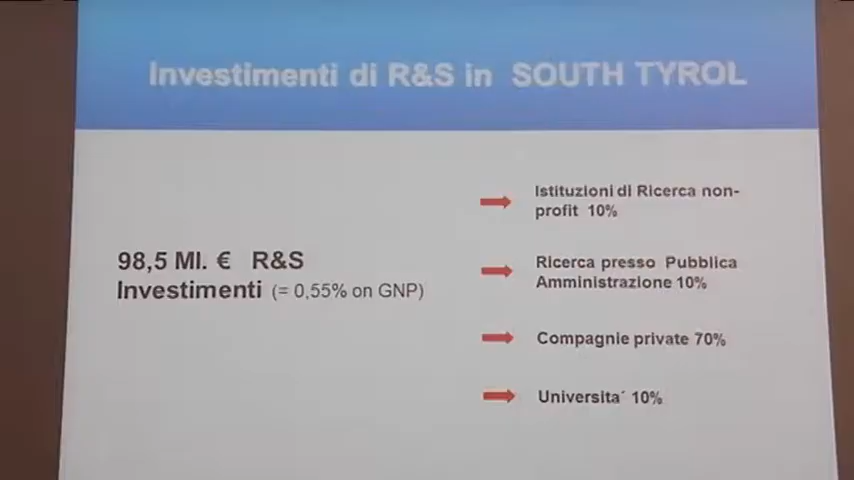 Investimenti di R&S in SOUTH TYROL
98,5 Ml. € R&S
Investimenti (= 0,55% on GNP)
Istituzioni di Ricerca non-
profit 10%
Ricerca presso Pubblica
Amministrazione 10%
Compagnie private 70%
Universita´ 10%